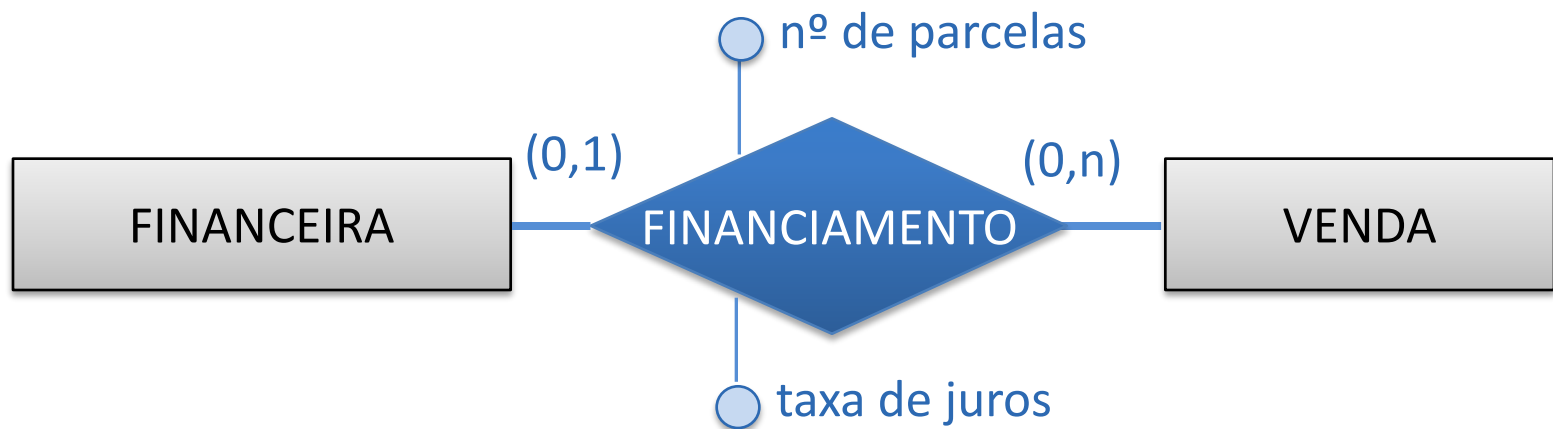 nº de parcelas
(0,1)
(0,n)
FINANCEIRA
FINANCIAMENTO
VENDA
taxa de juros